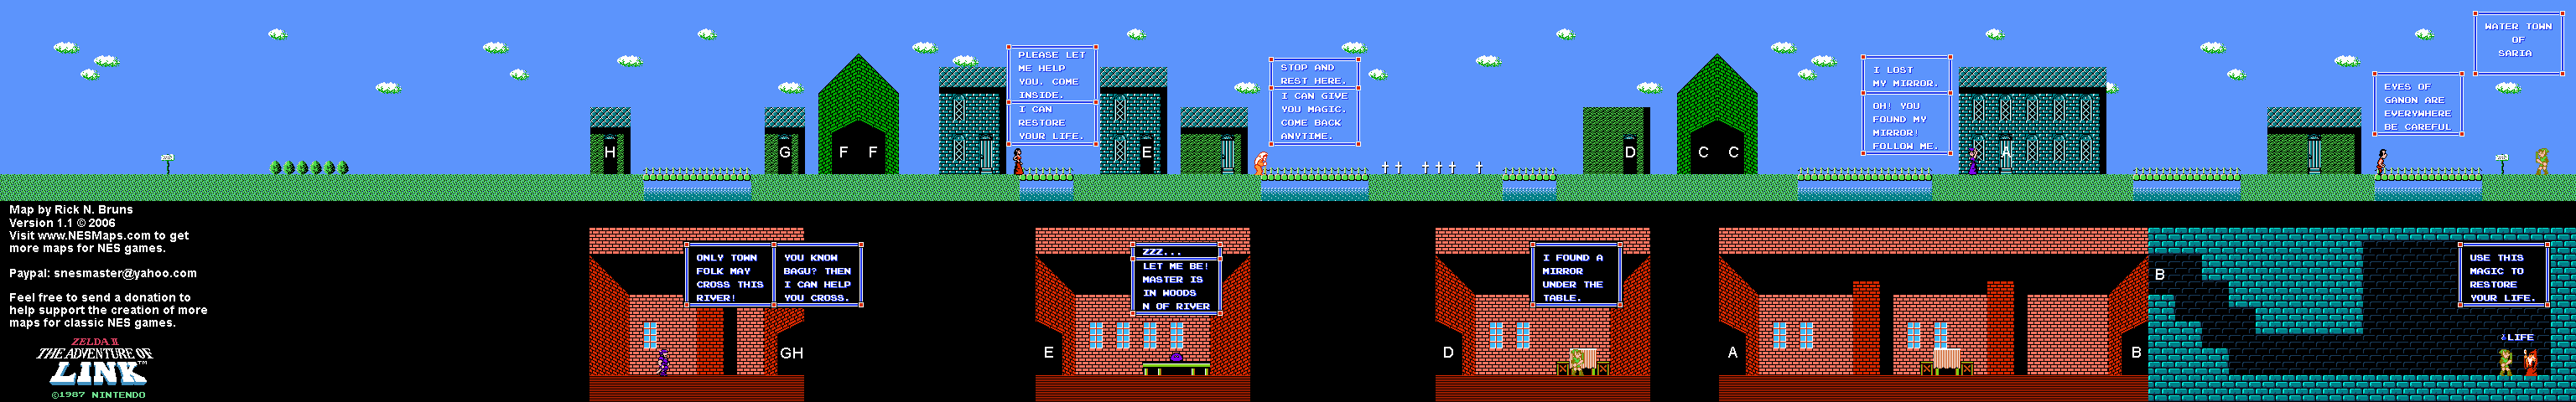 WATER TOWN
OF
SARIA
PLEASE LET
ME HELP
YOU. COME
INSIDE.
I CAN
RESTORE
YOUR LIFE.
STOP AND
REST HERE.
I CAN GIVE
YOU MAGIC.
COME BACK
ANYTIME.
I LOST
MY MIRROR.
OH! YOU
FOUND MY
MIRROR!
FOLLOW ME.
EYES OF
GANON ARE
EVERYWHERE
BE CAREFUL
H
G
F F
E
D
C C
A
Map by Rick N. Bruns
Version 1.1 © 2006
Visit www.NESMaps.com to get
more maps for NES games.
Paypal: snesmaster@yahoo.com
Feel free to send a donation to
help support the creation of more
maps for classic NES games.
ZELDA II
THE ADVENTURE OF
LINK™
©1987 NINTENDO
ONLY TOWN
FOLK MAY
CROSS THIS
RIVER!
YOU KNOW
BAGU? THEN
I CAN HELP
YOU CROSS.
GH
ZZZ...
LET ME BE!
MASTER IS
IN WOODS
N OF RIVER
E
I FOUND A
MIRROR
UNDER THE
TABLE.
D
A
B
B
USE THIS
MAGIC TO
RESTORE
YOUR LIFE.
LIFE